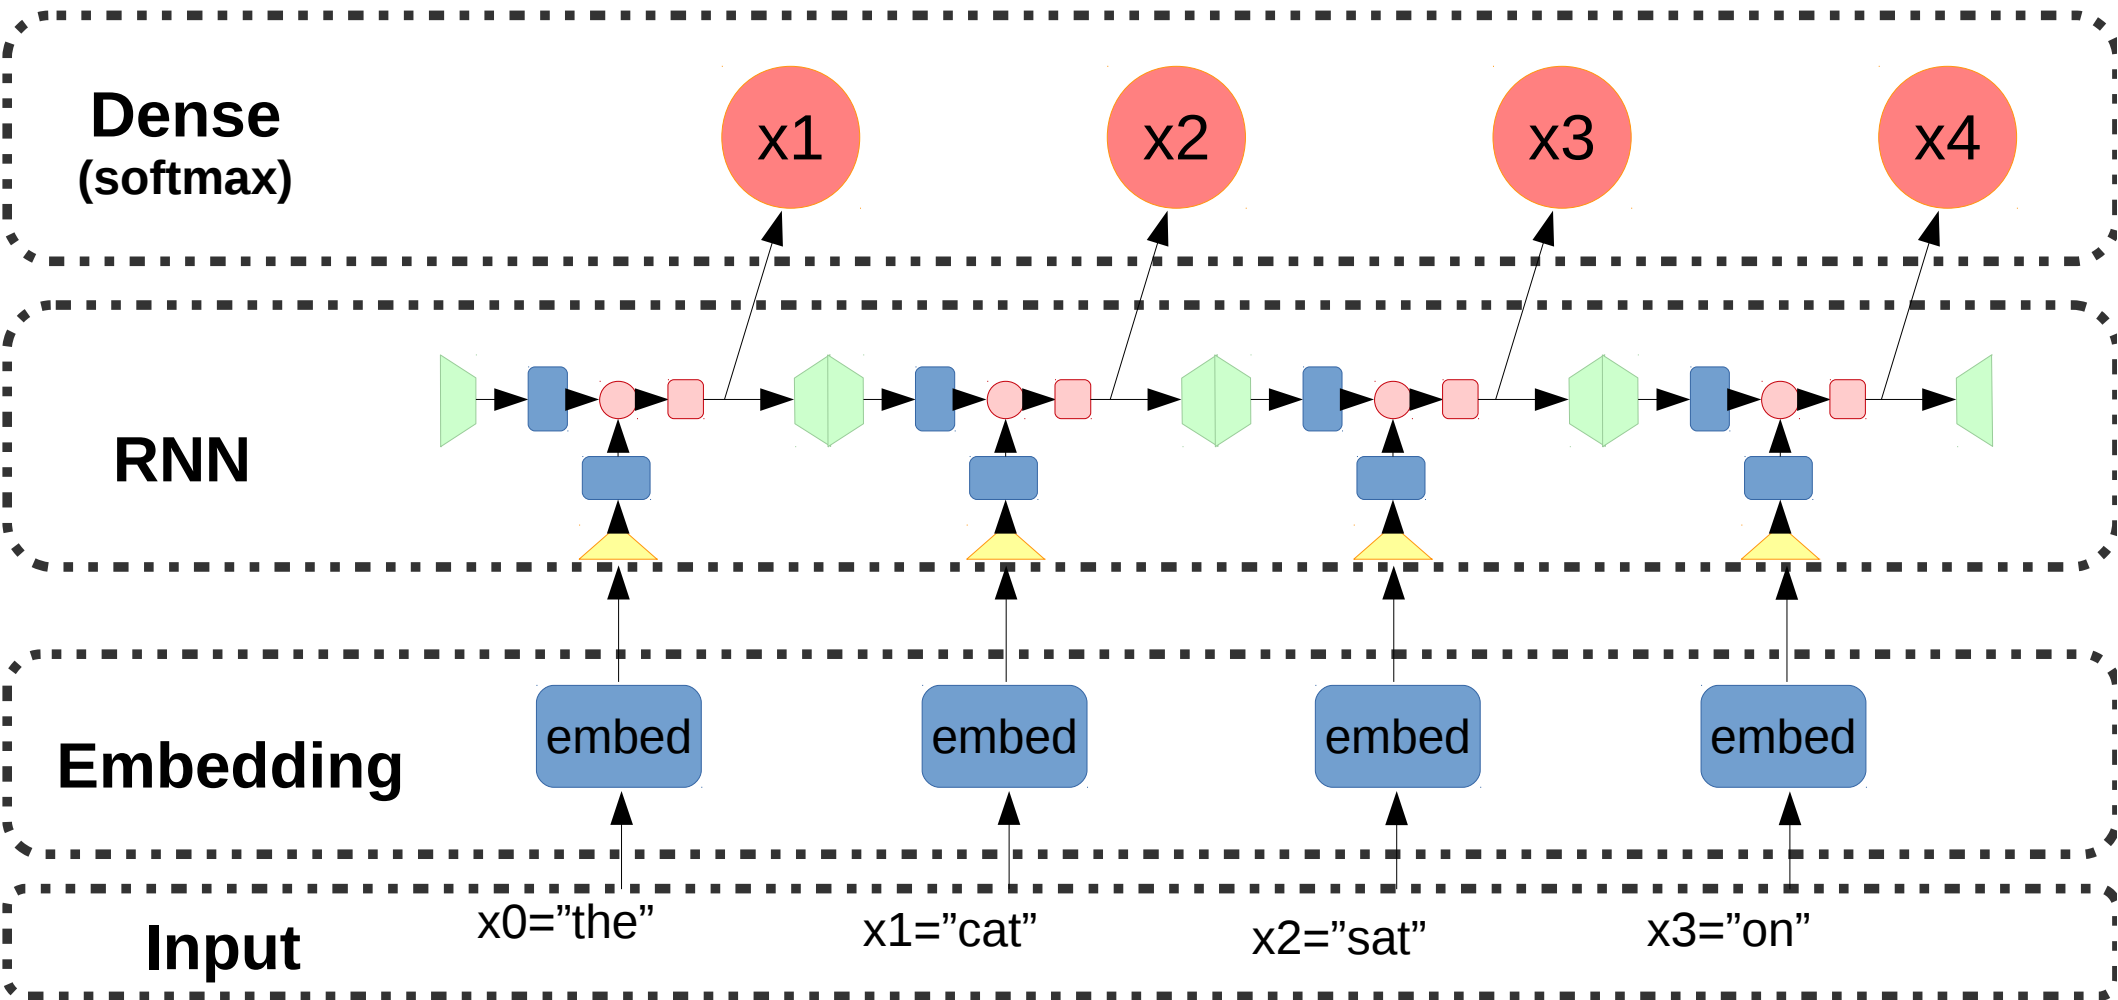 Dense
(softmax)
x1
x2
x3
x4
RNN
Embedding
embed
embed
embed
embed
Input
x0=”the”
x1=”cat”
x2=”sat”
x3=”on”